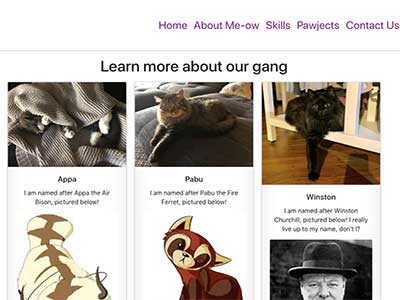 Home About Me-ow Skills Pawjects Contact Us
Learn more about our gang
Appa
I am named after Appa the Air
Bison, pictured below!
Pabu
I am named after Pabu the Fire
Ferret, pictured below!
Winston
I am named after Winston
Churchill, pictured below! I really
live up to my name, don't I?